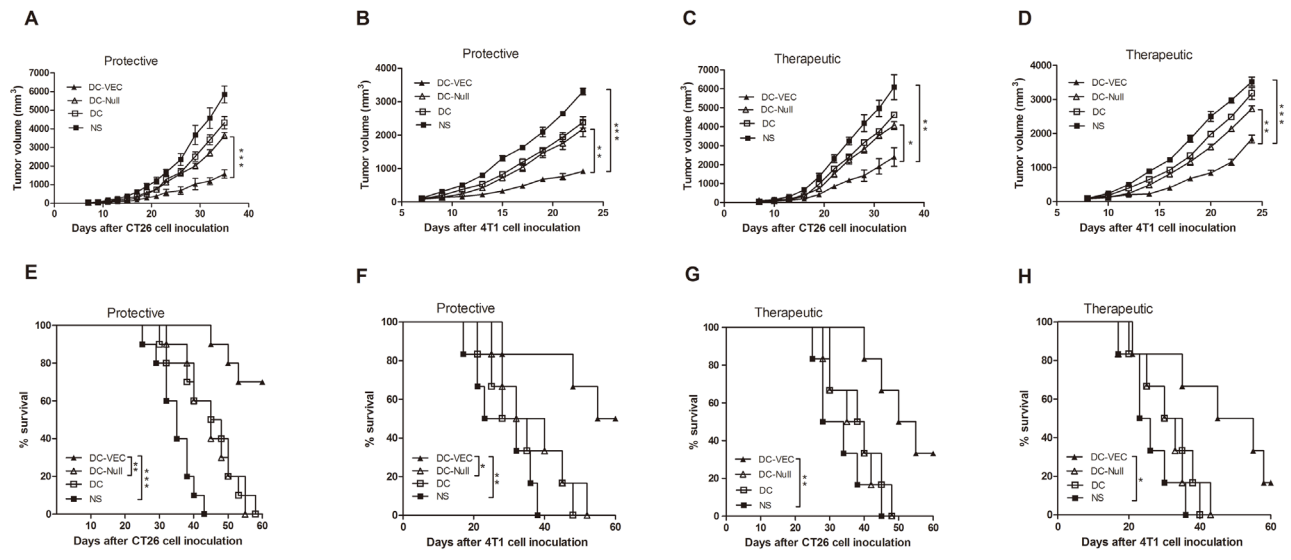 A
Protective
Tumor volume (mm3)
7000
6000
5000
4000
3000
2000
1000
0
DC-VEC
DC-Null
DC
NS
***
0 10 20 30 40
Days after CT26 cell inoculation
B
Protective
Tumor volume (mm3)
4000
3000
2000
1000
0
DC-VEC
DC-Null
DC
NS
**
***
5 10 15 20 25
Days after 4T1 cell inoculation
C
Therapeutic
Tumor volume (mm3)
7000
6000
5000
4000
3000
2000
1000
0
DC-VEC
DC-Null
DC
NS
*
**
0 10 20 30 40
Days after CT26 cell inoculation
D
Therapeutic
Tumor volume (mm3)
4000
3000
2000
1000
0
DC-VEC
DC-Null
DC
NS
**
***
5 10 15 20 25
Days after 4T1 cell inoculation
E
Protective
% survival
100
80
60
40
20
0
DC-VEC
DC-Null
DC
NS
**
***
10 20 30 40 50 60
Days after CT26 cell inoculation
F
Protective
% survival
100
80
60
40
20
0
DC-VEC
DC-Null
DC
NS
*
**
0 20 40 60
Days after 4T1 cell inoculation
G
Therapeutic
% survival
100
80
60
40
20
0
DC-VEC
DC-Null
DC
NS
**
0 10 20 30 40 50 60
Days after CT26 cell inoculation
H
Therapeutic
% survival
100
80
60
40
20
0
DC-VEC
DC-Null
DC
NS
*
0 20 40 60
Days after 4T1 cell inoculation